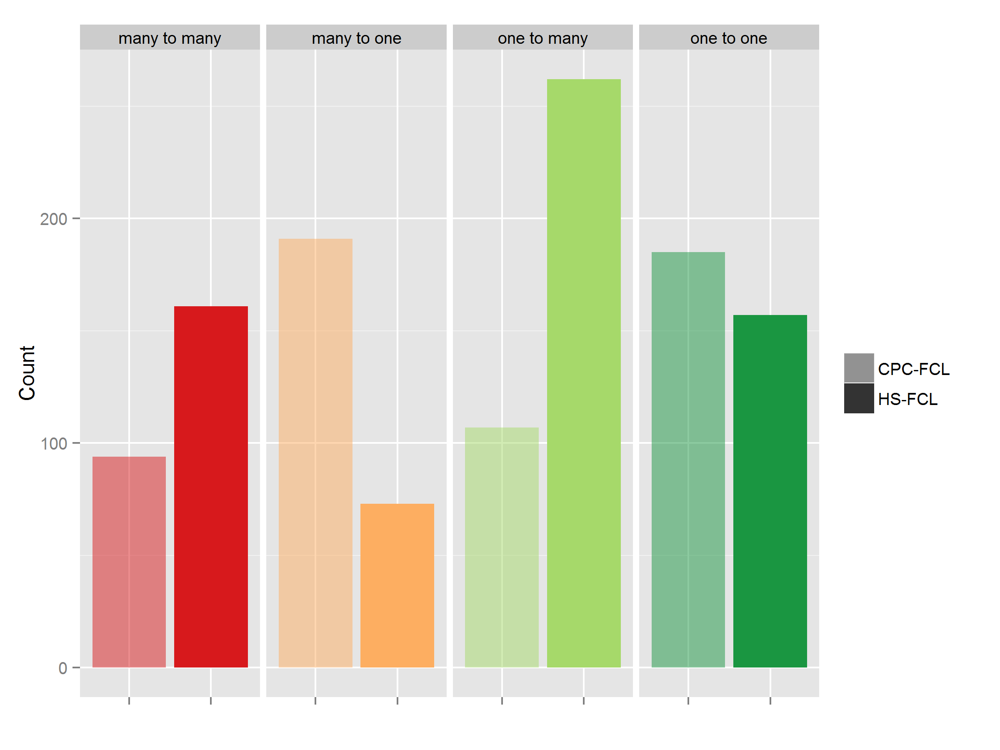 many to many
many to one
one to many
one to one
Count
200
100
0
CPC-FCL
HS-FCL